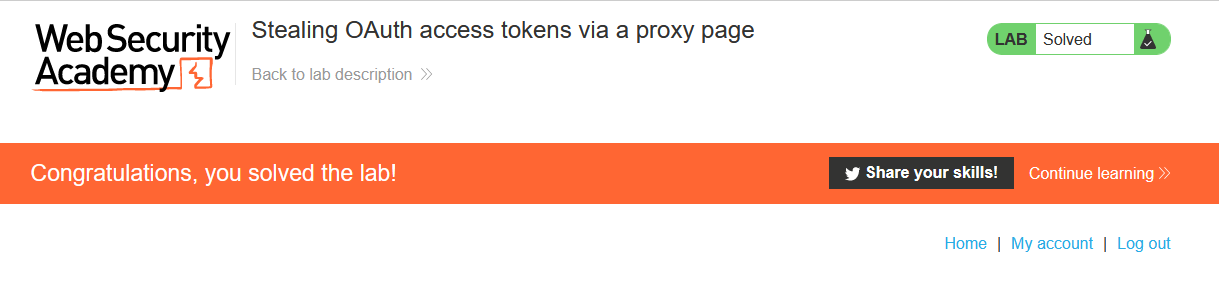 Web Security
Academy
Stealing OAuth access tokens via a proxy page
Back to lab description
LAB Solved
Congratulations, you solved the lab!
Share your skills!
Continue learning
Home | My account | Log out